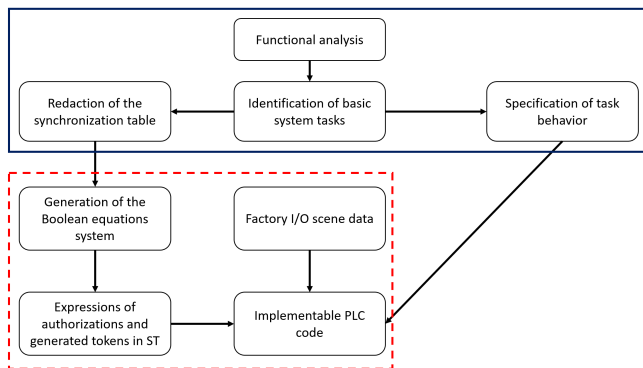 Functional analysis
Redaction of the
synchronization table
Identification of basic
system tasks
Specification of task
behavior
Generation of the
Boolean equations
system
Factory I/O scene data
Expressions of
authorizations and
generated tokens in ST
Implementable PLC
code